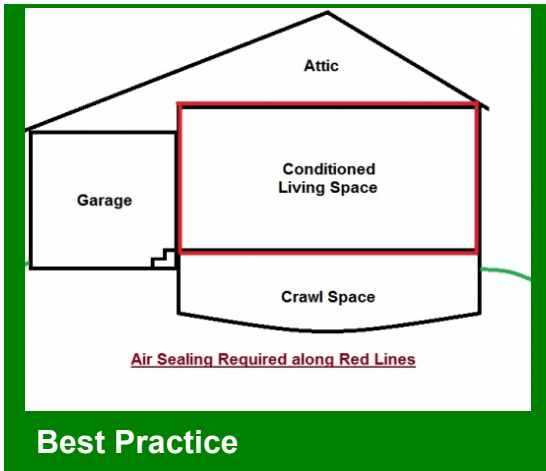 Attic
Conditioned
Living Space
Garage
Crawl Space
Air Sealing Required along Red Lines
Best Practice